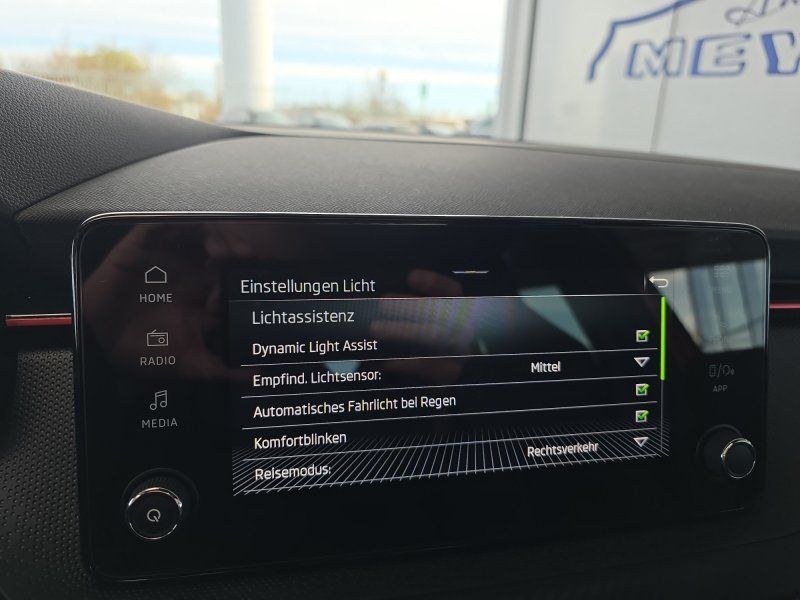 MEW
Einstellungen Licht
HOME
Lichtassistenz
Dynamic Light Assist
RADIO
Empfind. Lichtsensor: Mittel
APP
Automatisches Fahrlicht bei Regen
MEDIA
Komfortblinken
Reisemodus: Rechtsverkehr